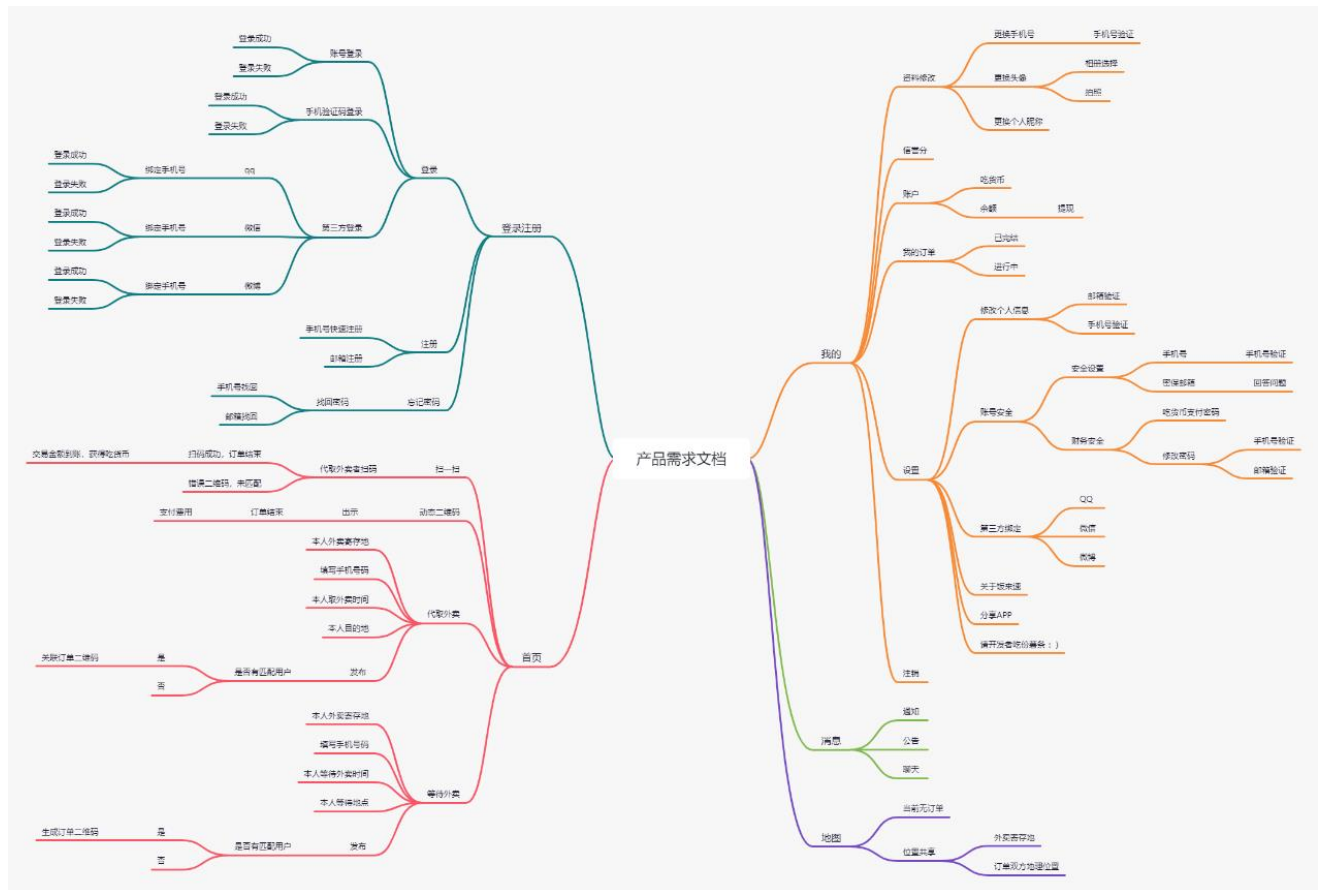 产品需求文档
登录注册
登录
账号登录
登录成功
登录失败
手机验证码登录
登录成功
登录失败
第三方登录
qq
绑定手机号
登录成功
登录失败
微信
绑定手机号
登录成功
登录失败
微博
绑定手机号
登录成功
登录失败
注册
手机号快速注册
邮箱注册
忘记密码
找回密码
手机号找回
邮箱找回
首页
扫一扫
代取外卖者扫码
扫码成功，订单结束
交易金额到账，获得吃货币
错误二维码，未匹配
动态二维码
出示
订单结束
支付费用
代取外卖
本人外卖寄存地
填写手机号码
本人取外卖时间
本人目的地
发布
是否有匹配用户
是
关联订单二维码
否
等待外卖
本人外卖寄存地
填写手机号码
本人等待外卖时间
本人等待地点
发布
是否有匹配用户
是
生成订单二维码
否
我的
资料修改
更换手机号
手机号验证
更换头像
相册选择
拍照
更换个人昵称
信誉分
账户
吃货币
余额
提现
我的订单
已完结
进行中
设置
修改个人信息
邮箱验证
手机号验证
账号安全
安全设置
手机号
手机号验证
密保邮箱
回答问题
财务安全
吃货币支付密码
修改密码
手机号验证
邮箱验证
第三方绑定
QQ
微信
微博
关于饭来速
分享APP
请开发者吃份薯条：）
注销
消息
通知
公告
聊天
地图
当前无订单
位置共享
外卖寄存地
订单双方地理位置